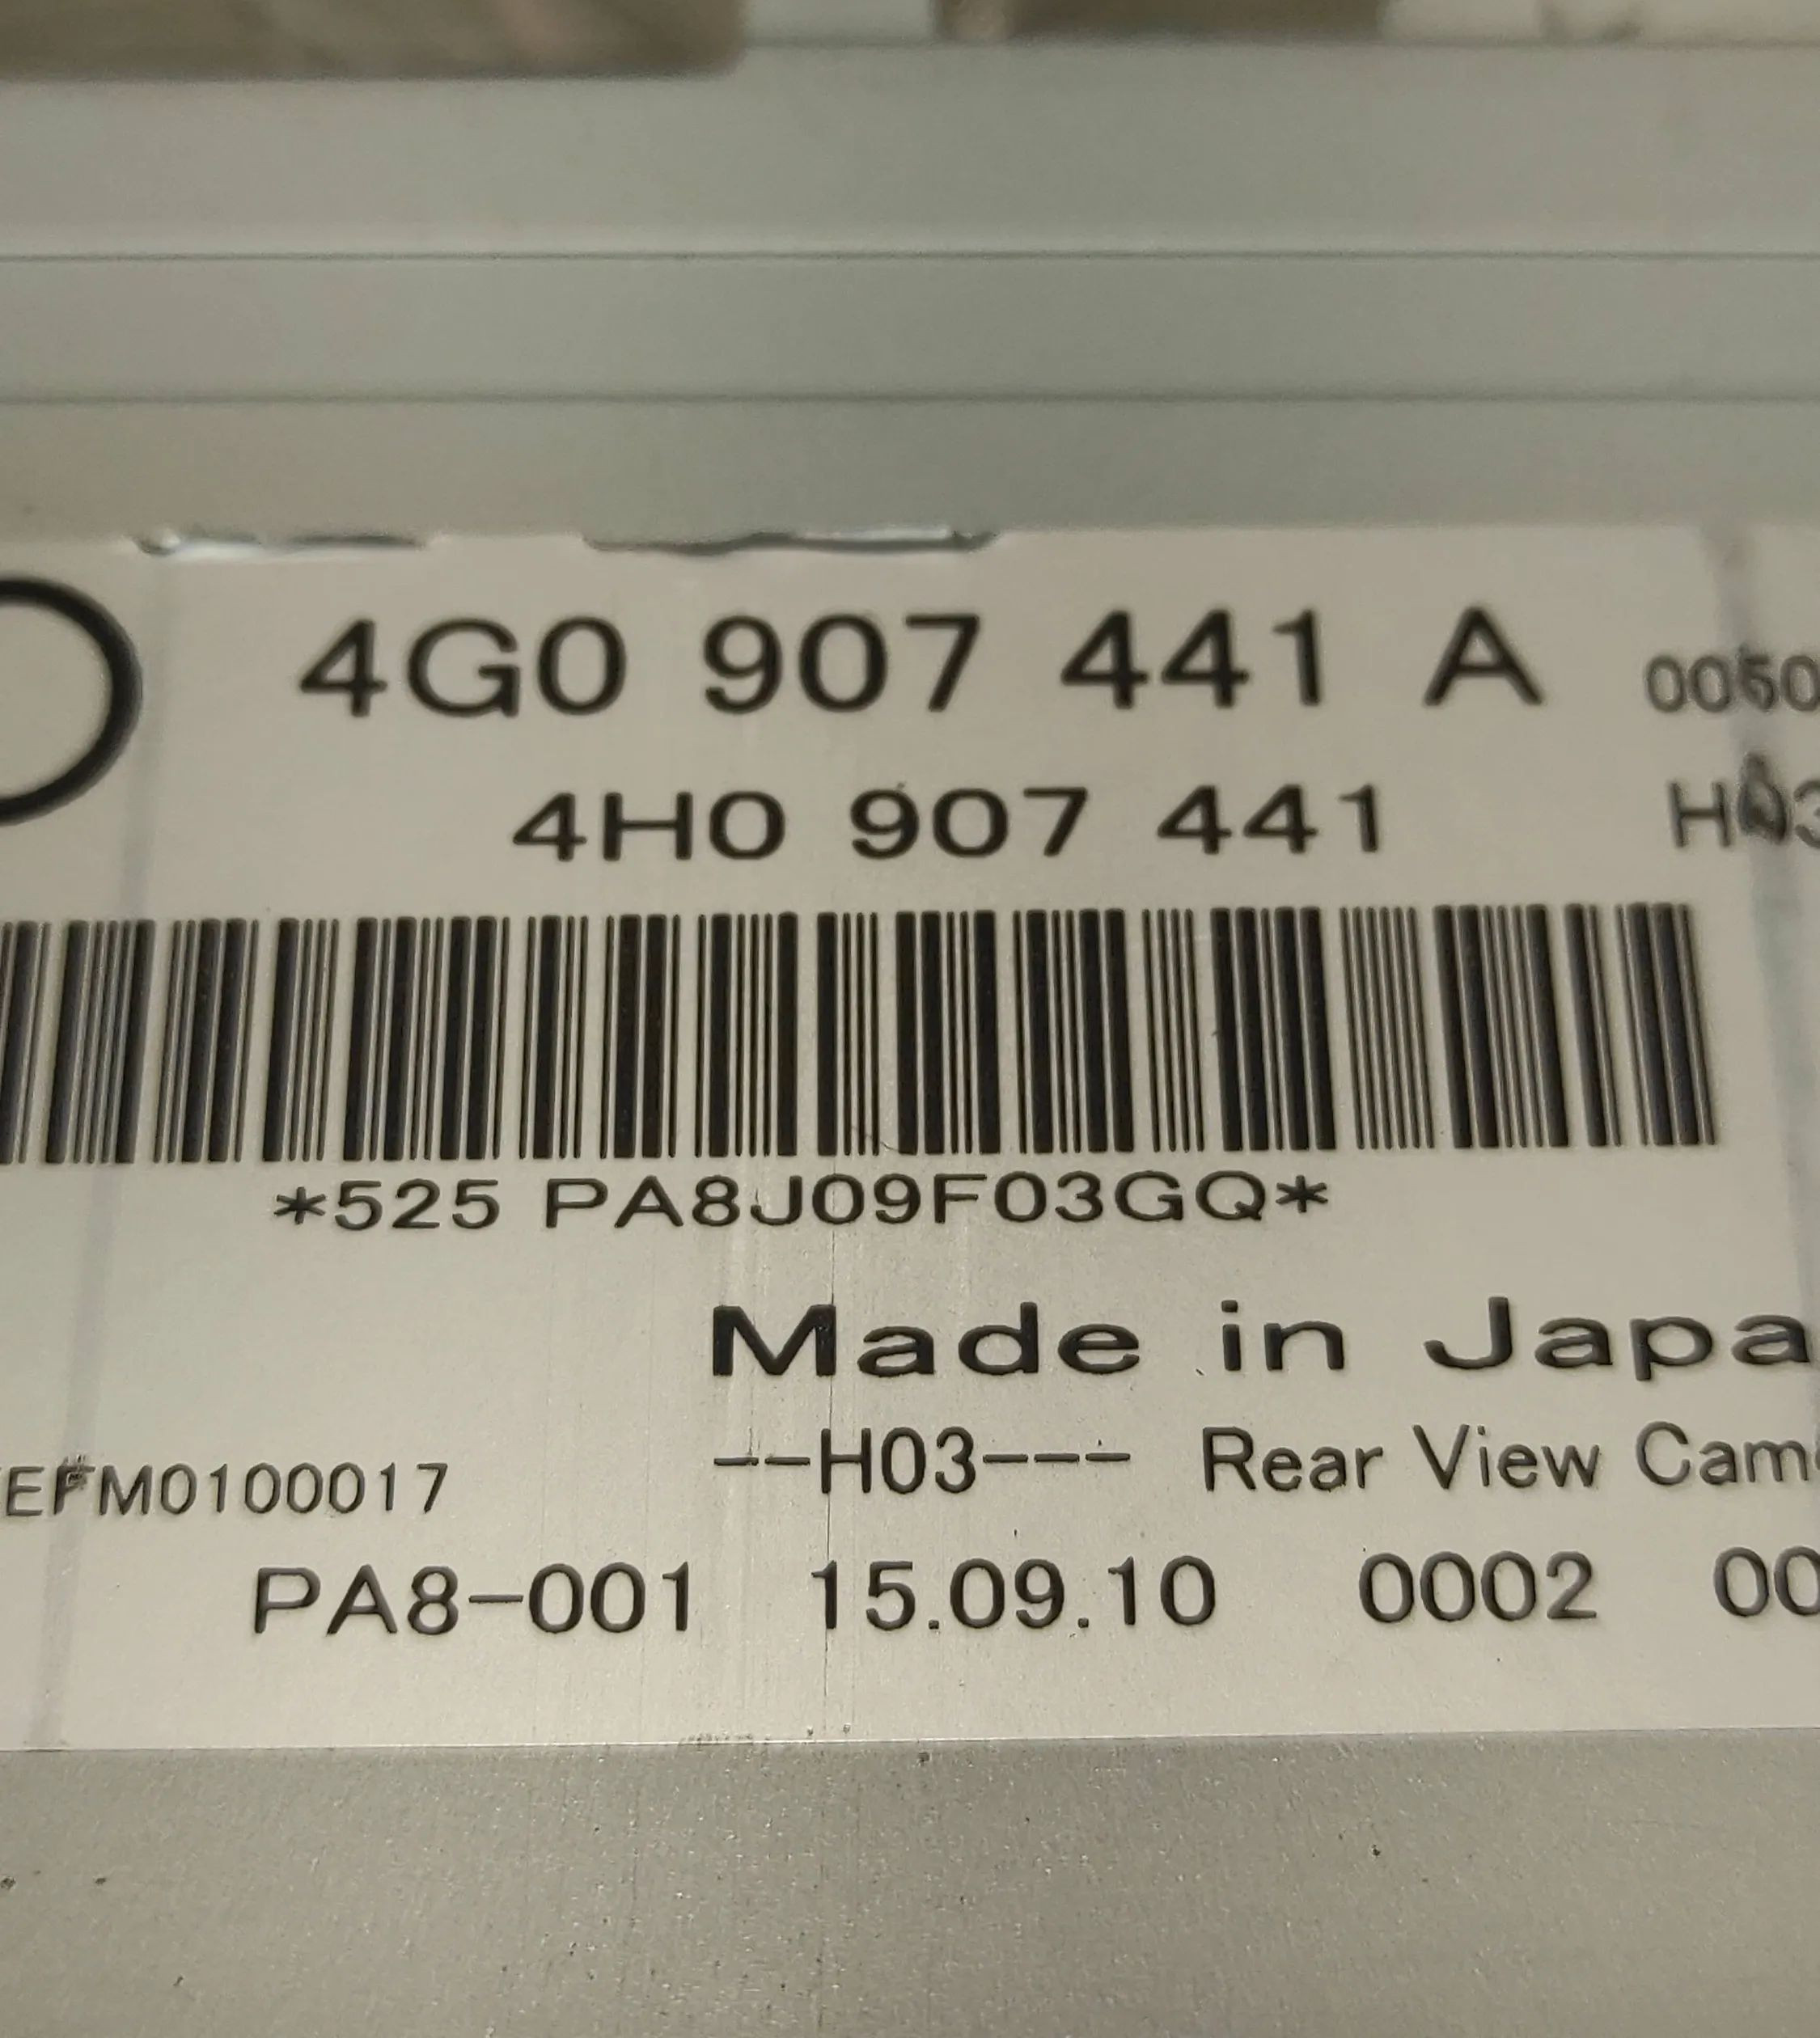 4G0 907 441 A
4H0 907 441
*525 PA8J09F03GQ*
Made in Japa
--H03--- Rear View Cam
EFM0100017
PA8-001 15.09.10 0002 00